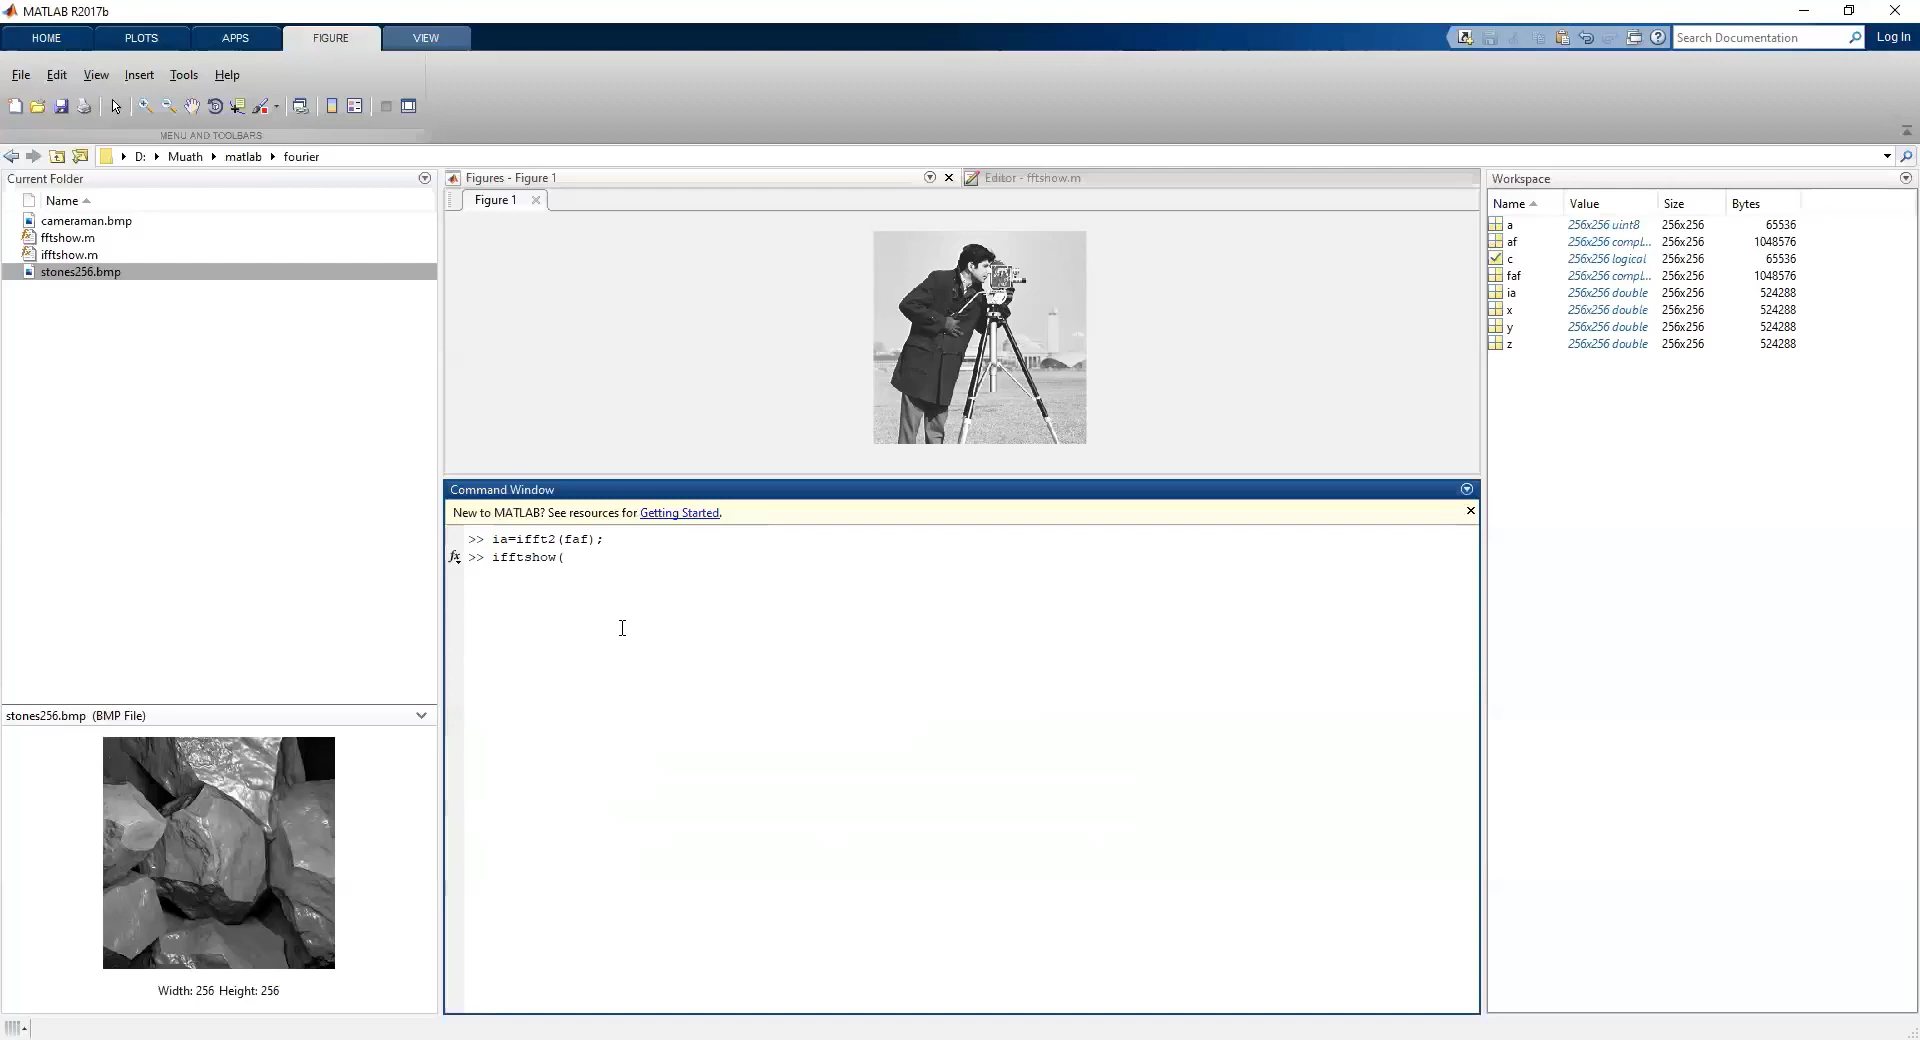 MATLAB R2017b
HOME PLOTS APPS FIGURE VIEW
Search Documentation
Log In
File Edit View Insert Tools Help
MENU AND TOOLBARS
D: Muath matlab fourier
Current Folder
Name
cameraman.bmp
fftshow.m
ifftshow.m
stones256.bmp
stones256.bmp (BMP File)
Width: 256 Height: 256
Figures - Figure 1
Editor - fftshow.m
Figure 1
Command Window
New to MATLAB? See resources for Getting Started.
>> ia=ifft2(faf);
fx >> ifftshow(
Workspace
Name Value Size Bytes
a 256x256 uint8 256x256 65536
af 256x256 compl... 256x256 1048576
c 256x256 logical 256x256 65536
faf 256x256 compl... 256x256 1048576
ia 256x256 double 256x256 524288
x 256x256 double 256x256 524288
y 256x256 double 256x256 524288
z 256x256 double 256x256 524288